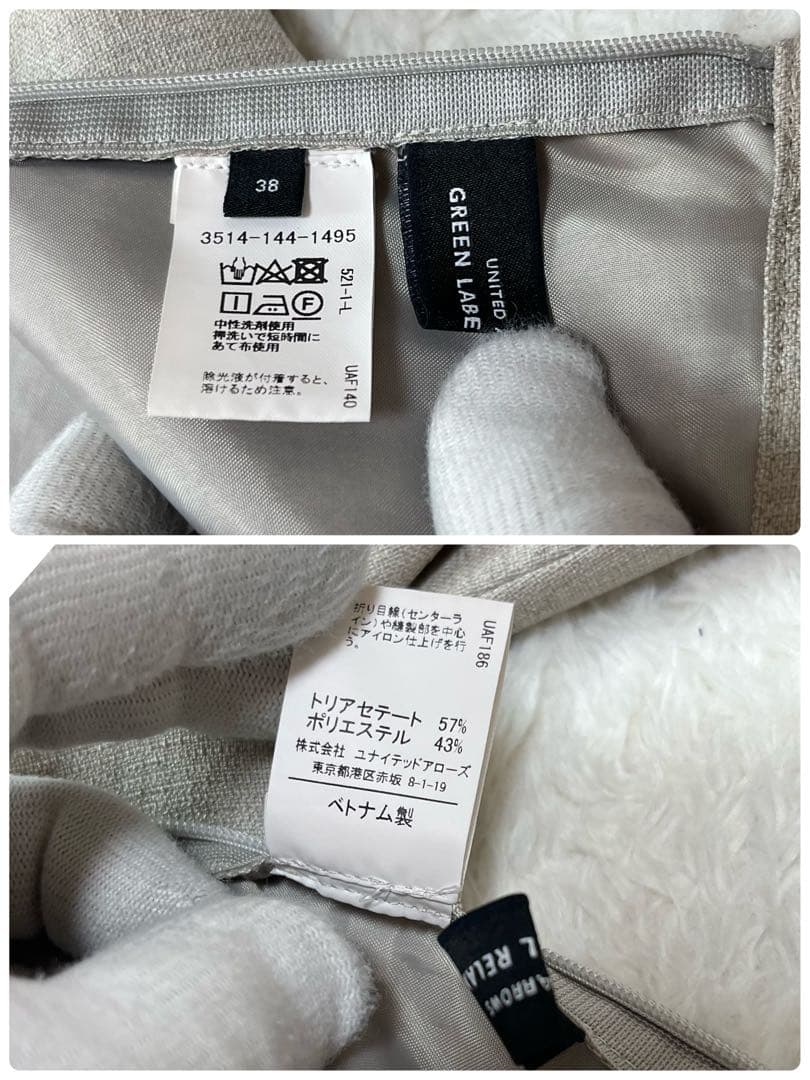 38
3514-144-1495
521-1-L
中性洗剤使用
押洗いで短時間に
あて布使用
除光液が付着すると、
溶けるため注意。
UAF140
UNITED
GREEN LABE
折り目線(センターラ
イン)や縫製部を中心
にアイロン仕上げを行
う。
UAF186
トリアセテート 57%
ポリエステル 43%
株式会社 ユナイテッドアローズ
東京都港区赤坂 8-1-19
ベトナム製
ARROWS
L RELA